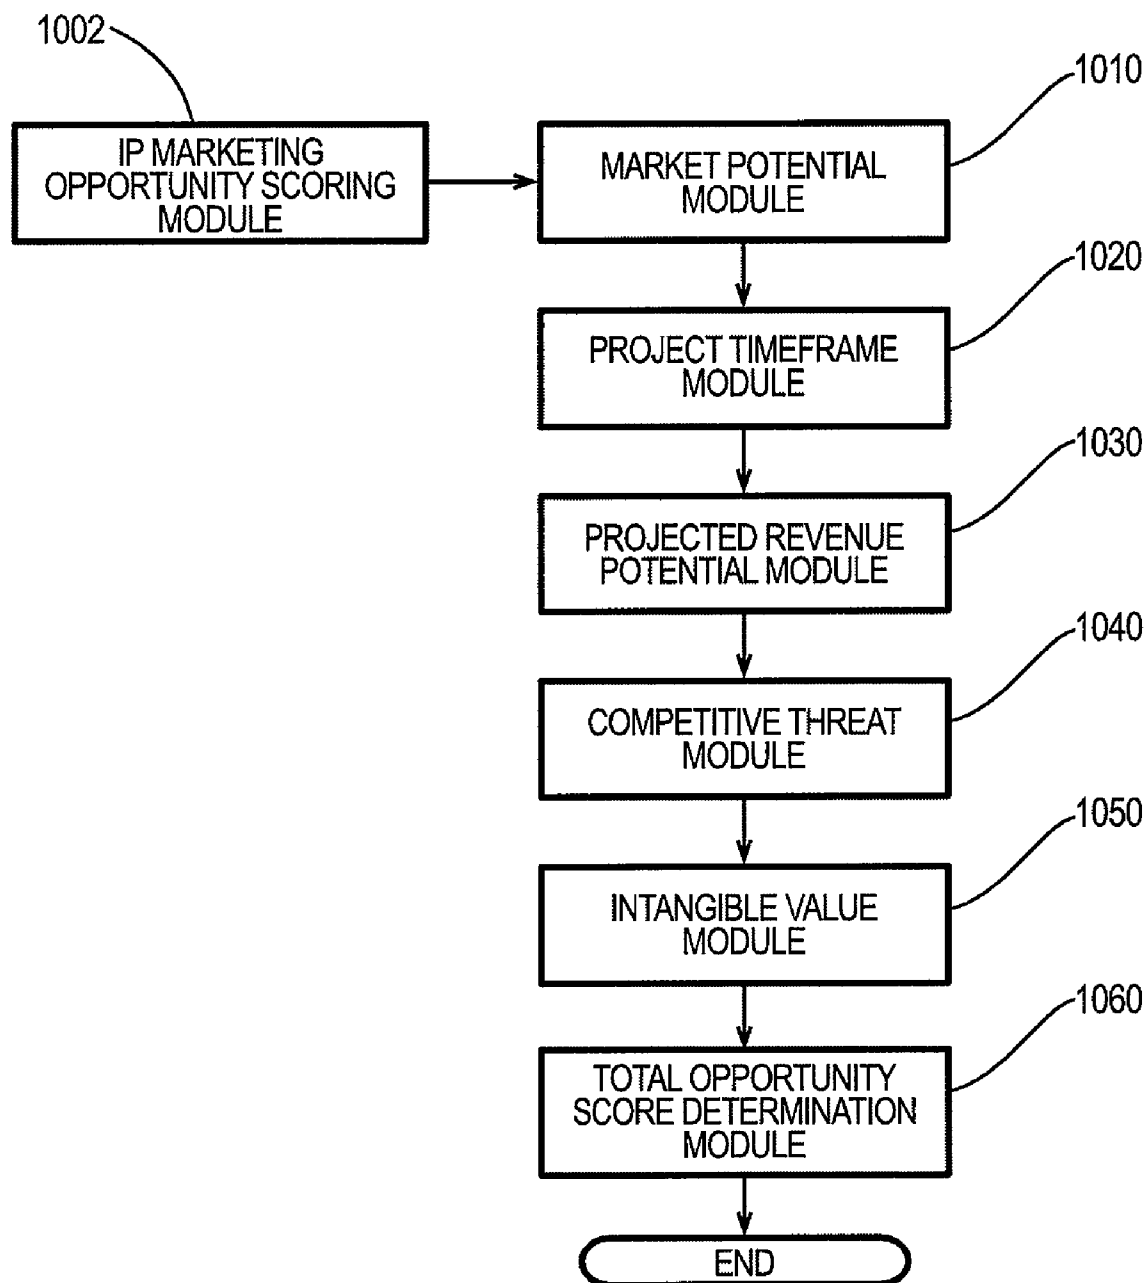 1002
IP MARKETING
OPPORTUNITY SCORING
MODULE
1010
MARKET POTENTIAL
MODULE
1020
PROJECT TIMEFRAME
MODULE
1030
PROJECTED REVENUE
POTENTIAL MODULE
1040
COMPETITIVE THREAT
MODULE
1050
INTANGIBLE VALUE
MODULE
1060
TOTAL OPPORTUNITY
SCORE DETERMINATION
MODULE
END